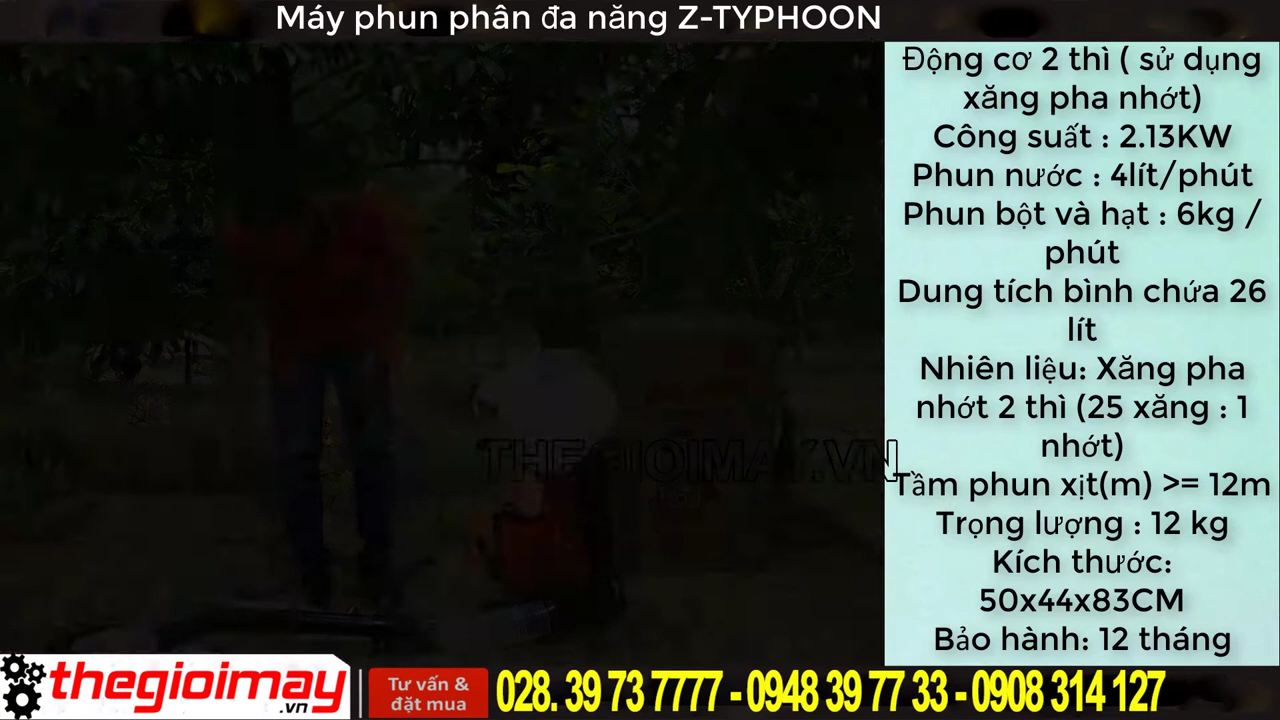 Máy phun phân đa năng Z-TYPHOON
Động cơ 2 thì ( sử dụng
xăng pha nhớt)
Công suất : 2.13KW
Phun nước : 4lít/phút
Phun bột và hạt : 6kg /
phút
Dung tích bình chứa 26
lít
Nhiên liệu: Xăng pha
nhớt 2 thì (25 xăng : 1
nhớt)
Tầm phun xịt(m) >= 12m
Trọng lượng : 12 kg
Kích thước:
50x44x83CM
Bảo hành: 12 tháng
THEGIOIMAY.VN
thegioimay
.vn
Tư vấn &
đặt mua
028. 39 73 7777 - 0948 39 77 33 - 0908 314 127